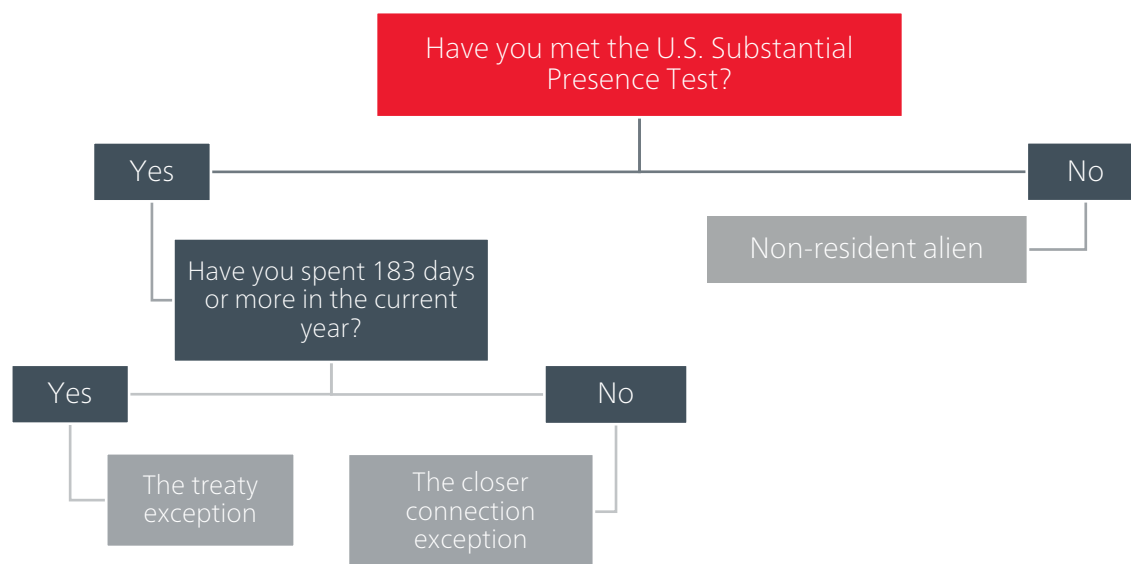 Have you met the U.S. Substantial
Presence Test?
Yes
No
Non-resident alien
Have you spent 183 days
or more in the current
year?
Yes
No
The treaty
exception
The closer
connection
exception